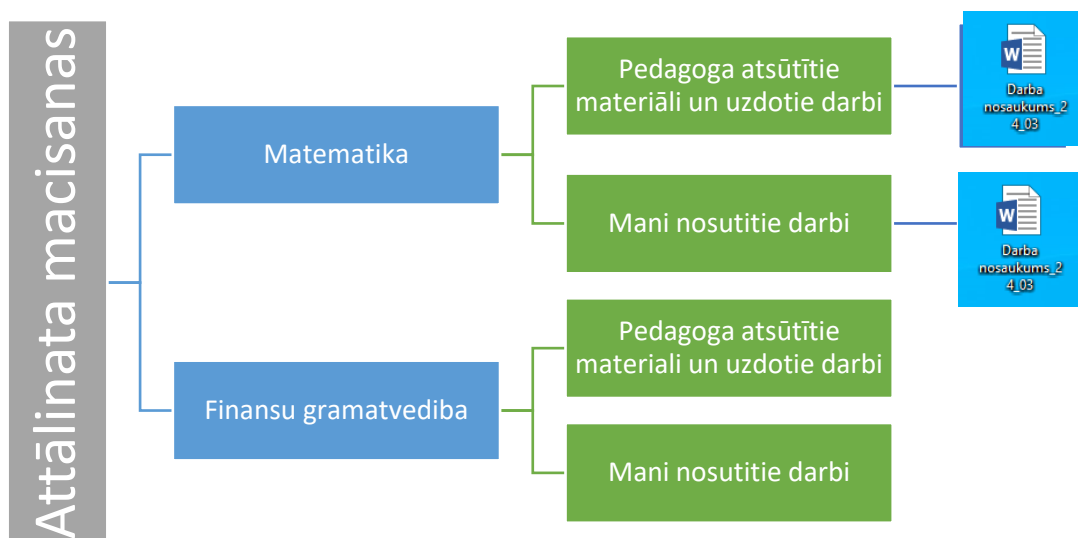 Attālinata macisanas
Matematika
Pedagoga atsūtītie
materiāli un uzdotie darbi
Darba
nosaukums_2
4_03
Mani nosutitie darbi
Darba
nosaukums_2
4_03
Finansu gramatvediba
Pedagoga atsūtītie
materiali un uzdotie darbi
Mani nosutitie darbi